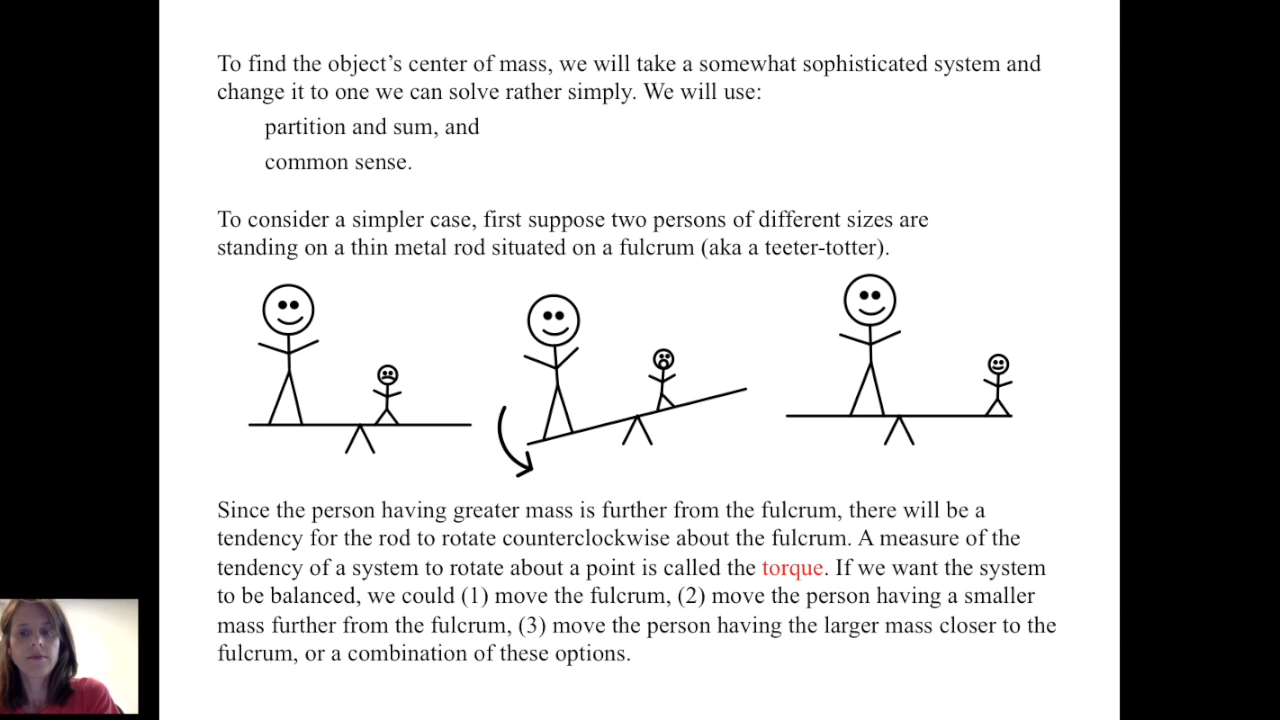 To find the object’s center of mass, we will take a somewhat sophisticated system and
change it to one we can solve rather simply. We will use:
partition and sum, and
common sense.
To consider a simpler case, first suppose two persons of different sizes are
standing on a thin metal rod situated on a fulcrum (aka a teeter-totter).
Since the person having greater mass is further from the fulcrum, there will be a
tendency for the rod to rotate counterclockwise about the fulcrum. A measure of the
tendency of a system to rotate about a point is called the torque. If we want the system
to be balanced, we could (1) move the fulcrum, (2) move the person having a smaller
mass further from the fulcrum, (3) move the person having the larger mass closer to the
fulcrum, or a combination of these options.